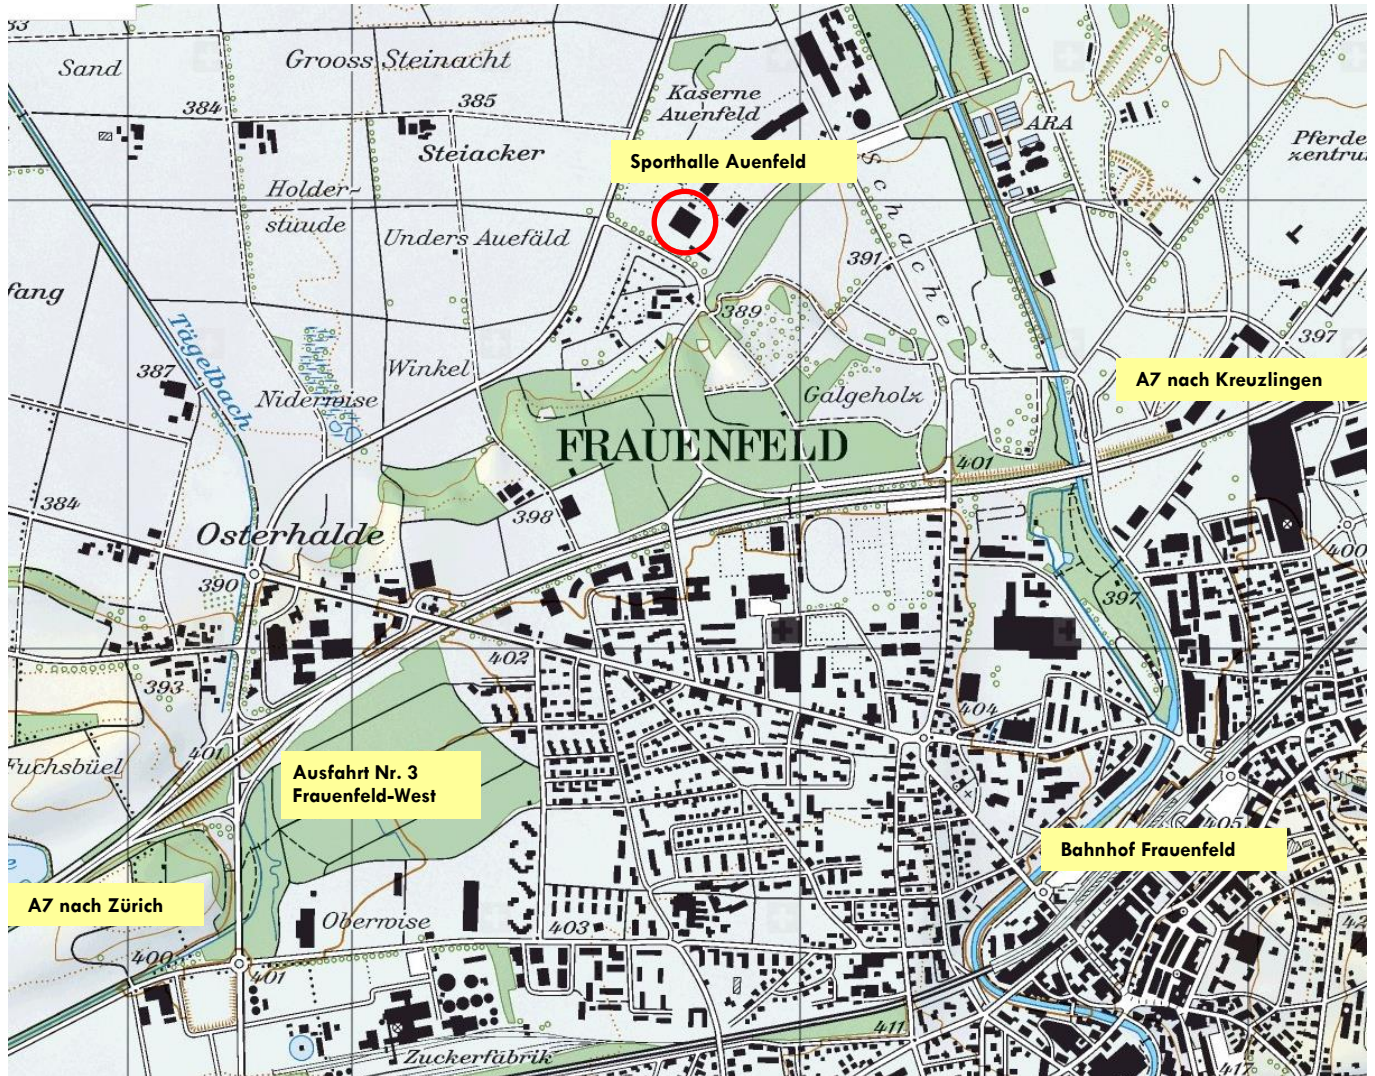 33
Sand
Grooss Steinacht
384
385
Kaserne
Auenfeld
ARA
Steiacker
Pferde
zentru
Sporthalle Auenfeld
Schache
Holder-
stuude
Unders Auefäld
391
fang
389
Tägelbach
397
387
Winkel
A7 nach Kreuzlingen
Niderwise
Galgeholz
FRAUENFELD
401
384
398
Osterhalde
400
390
397
402
393
404
401
Fuchsbüel
Ausfahrt Nr. 3
Frauenfeld-West
405
Bahnhof Frauenfeld
A7 nach Zürich
Oberwise
403
42
400
401
411
Zuckerfabrik
417